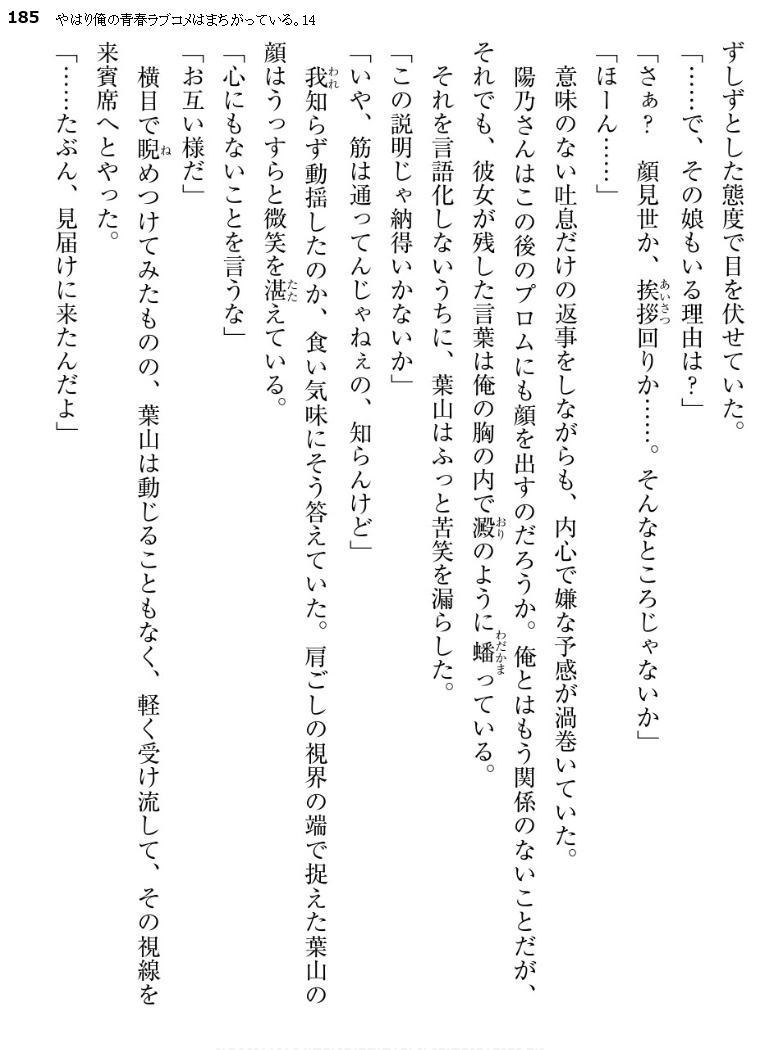 185 やはり俺の青春ラブコメはまちがっている。14
ずしずとした態度で目を伏せていた。
「……で、その娘もいる理由は？」
「さぁ？　顔見世か、挨拶回りか……。そんなところじゃないか」
「ほーん……」
　意味のない吐息だけの返事をしながらも、内心で嫌な予感が渦巻いていた。
　陽乃さんはこの後のプロムにも顔を出すのだろうか。俺とはもう関係のないことだが、
それでも、彼女が残した言葉は俺の胸の内で澱のように蟠っている。
　それを言語化しないうちに、葉山はふっと苦笑を漏らした。
「この説明じゃ納得いかないか」
「いや、筋は通ってんじゃねぇの、知らんけど」
　我知らず動揺したのか、食い気味にそう答えていた。肩ごしの視界の端で捉えた葉山の
顔はうっすらと微笑を湛えている。
「心にもないことを言うな」
「お互い様だ」
　横目で睨めつけてみたものの、葉山は動じることもなく、軽く受け流して、その視線を
来賓席へとやった。
「……たぶん、見届けに来たんだよ」